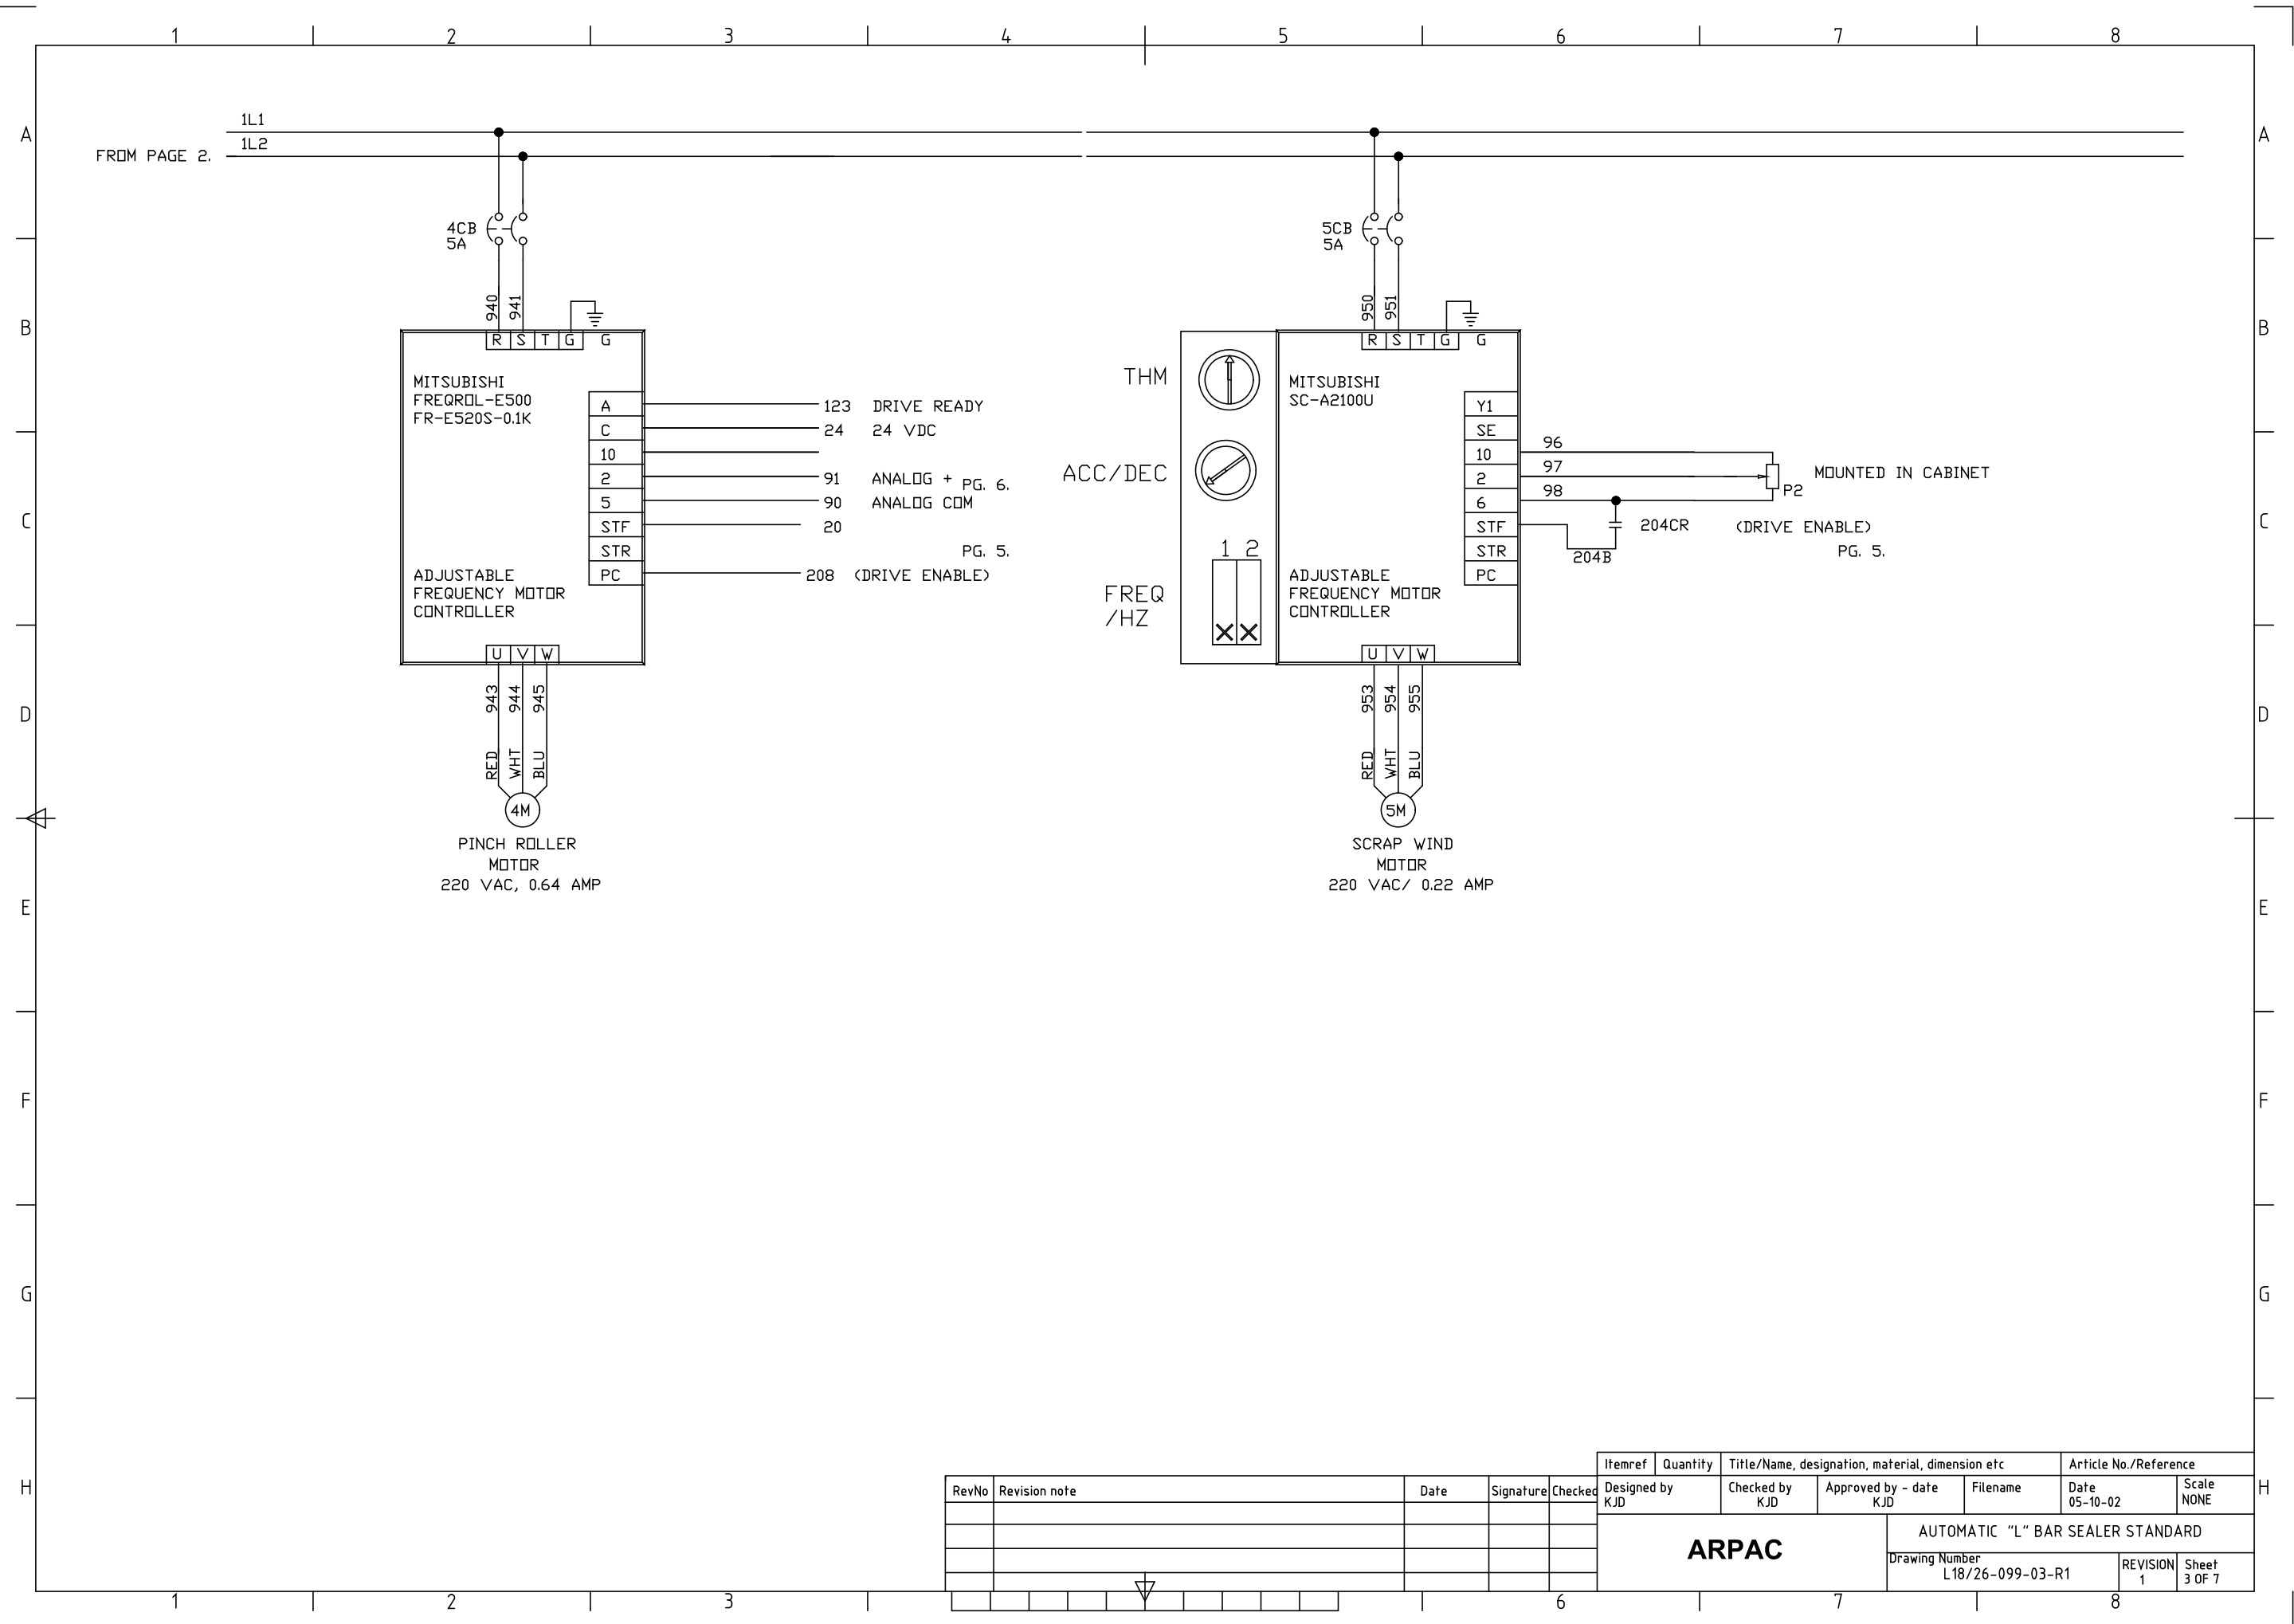 1 2 3 4 5 6 7 8
A A
B B
C C
D D
E E
F F
G G
H H
1L1
1L2
FROM PAGE 2.
4CB
5A
940
941
R S T G G
MITSUBISHI
FREQROL-E500
FR-E520S-0.1K
A
C
10
2
5
STF
STR
PC
123 DRIVE READY
24 24 VDC
91 ANALOG + PG. 6.
90 ANALOG COM
20
PG. 5.
208 (DRIVE ENABLE)
ADJUSTABLE
FREQUENCY MOTOR
CONTROLLER
U V W
943
944
945
RED
WHT
BLU
4M
PINCH ROLLER
MOTOR
220 VAC, 0.64 AMP
5CB
5A
950
951
R S T G G
THM
ACC/DEC
1 2
FREQ
/HZ
MITSUBISHI
SC-A2100U
Y1
SE
10
2
6
STF
STR
PC
96
97
98
P2
MOUNTED IN CABINET
204CR (DRIVE ENABLE)
204B
PG. 5.
ADJUSTABLE
FREQUENCY MOTOR
CONTROLLER
U V W
953
954
955
RED
WHT
BLU
5M
SCRAP WIND
MOTOR
220 VAC/ 0.22 AMP
RevNo Revision note Date Signature Checked
Itemref Quantity Title/Name, designation, material, dimension etc Article No./Reference
Designed by
KJD
Checked by
KJD
Approved by - date
KJD
Filename
Date
05-10-02
Scale
NONE
ARPAC
AUTOMATIC "L" BAR SEALER STANDARD
Drawing Number
L18/26-099-03-R1
REVISION
1
Sheet
3 OF 7
1 2 3 6 7 8